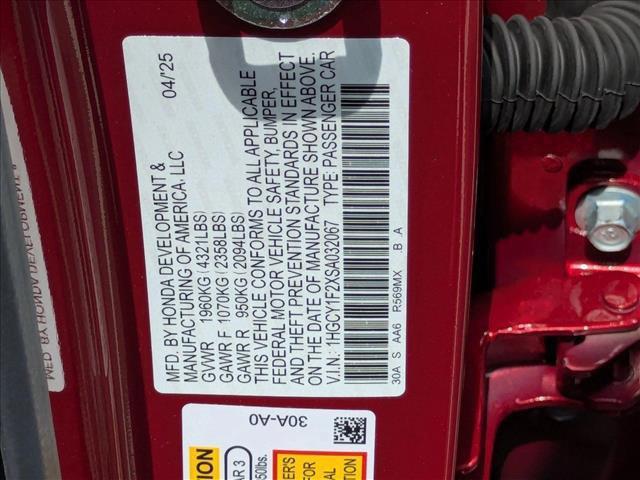 MFD. BY HONDA DEVELOPMENT & 04/25
MANUFACTURING OF AMERICA, LLC
GVWR 1960KG (4321LBS)
GAWR F 1070KG (2358LBS)
GAWR R 950KG (2094LBS)
THIS VEHICLE CONFORMS TO ALL APPLICABLE
FEDERAL MOTOR VEHICLE SAFETY, BUMPER,
AND THEFT PREVENTION STANDARDS IN EFFECT
ON THE DATE OF MANUFACTURE SHOWN ABOVE.
V.I.N.: 1HGCY1F2XSA032067 TYPE: PASSENGER CAR
30A S AA6 R569MX B A
30A-A0